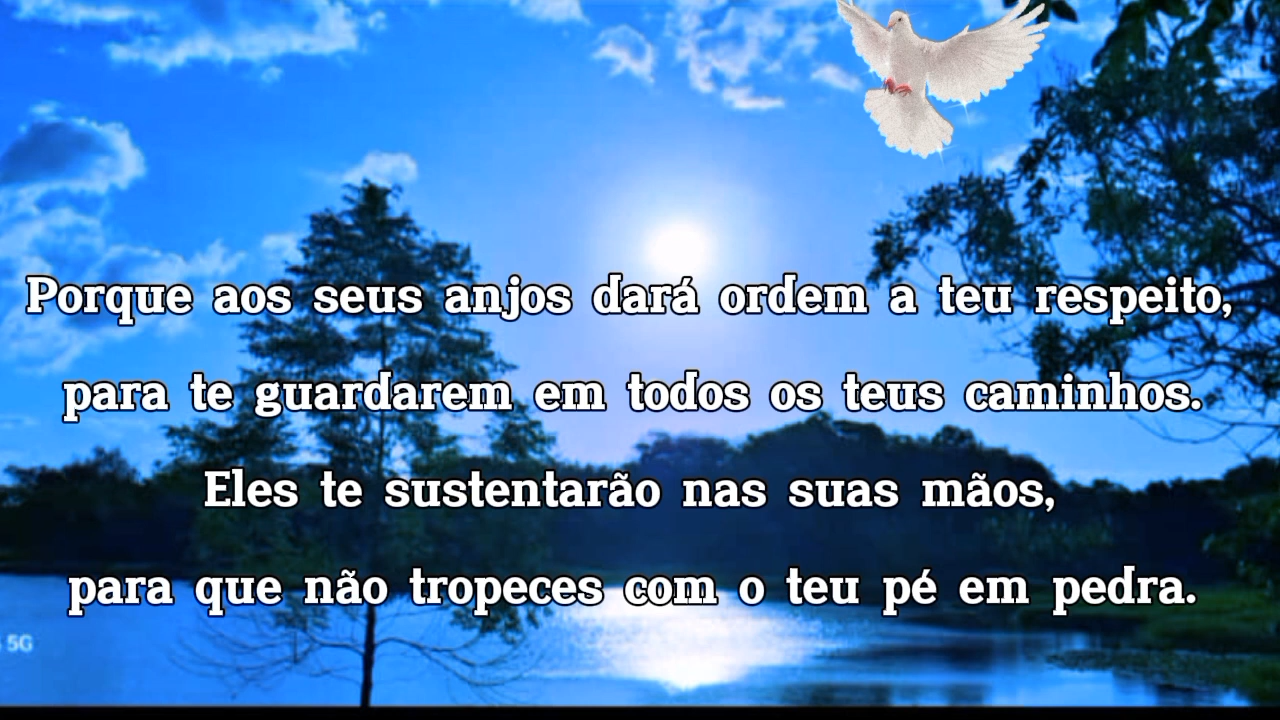 Porque aos seus anjos dará ordem a teu respeito,
para te guardarem em todos os teus caminhos.
Eles te sustentarão nas suas mãos,
para que não tropeces com o teu pé em pedra.
5G